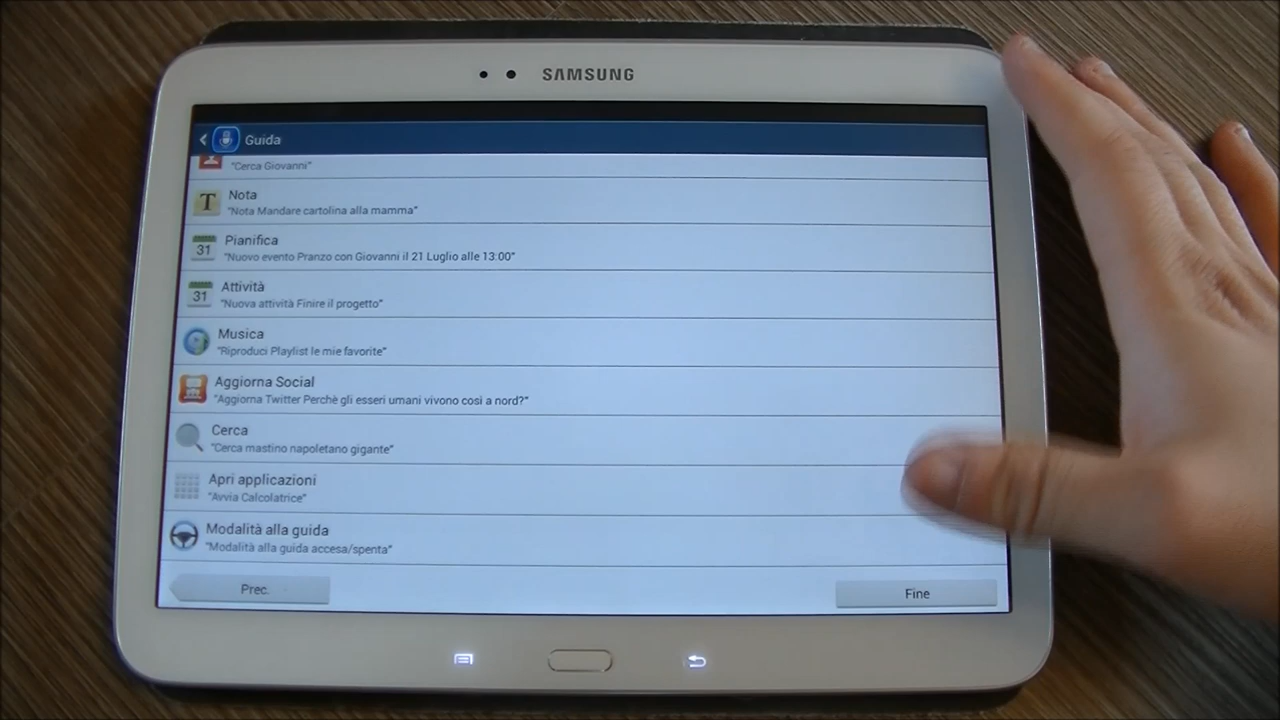 SAMSUNG
Guida
"Cerca Giovanni"
Nota
"Nota Mandare cartolina alla mamma"
31
Pianifica
"Nuovo evento Pranzo con Giovanni il 21 Luglio alle 13:00"
31
Attività
"Nuova attività Finire il progetto"
Musica
"Riproduci Playlist le mie favorite"
Aggiorna Social
"Aggiorna Twitter Perchè gli esseri umani vivono così a nord?"
Cerca
"Cerca mastino napoletano gigante"
Apri applicazioni
"Avvia Calcolatrice"
Modalità alla guida
"Modalità alla guida accesa/spenta"
Prec.
Fine